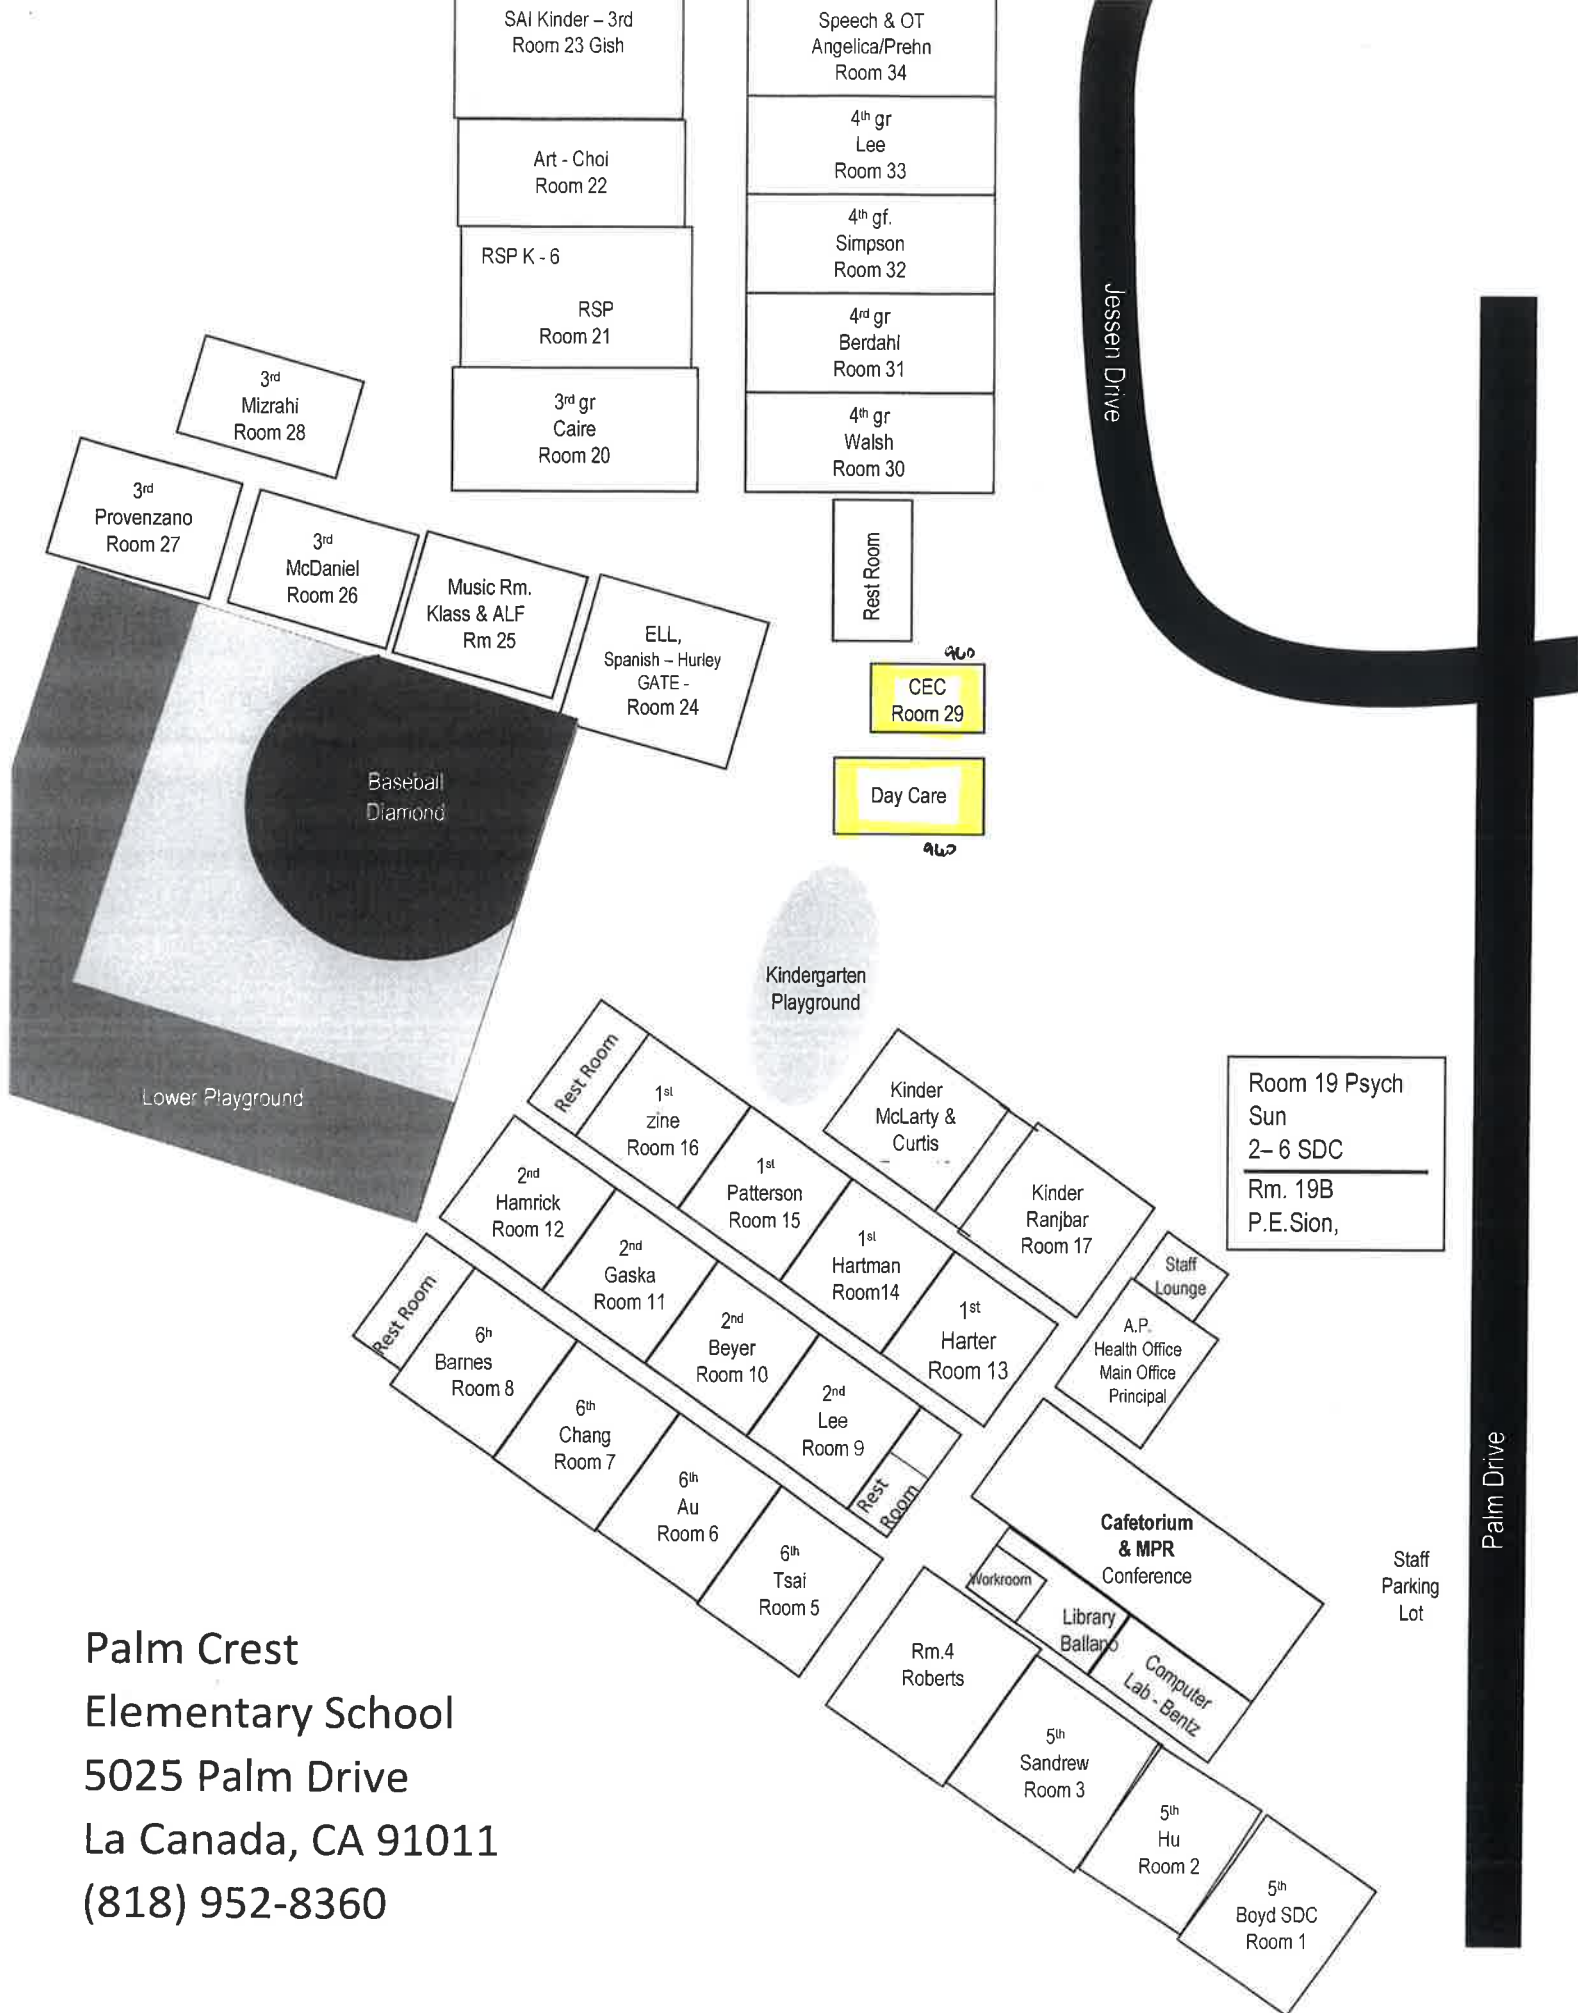 SAI Kinder – 3rd
Room 23 Gish
Speech & OT
Angelica/Prehn
Room 34
Art - Choi
Room 22
4th gr
Lee
Room 33
RSP K - 6
RSP
Room 21
4th gf.
Simpson
Room 32
4rd gr
Berdahl
Room 31
3rd gr
Caire
Room 20
4th gr
Walsh
Room 30
Jessen Drive
3rd
Mizrahi
Room 28
3rd
Provenzano
Room 27
3rd
McDaniel
Room 26
Music Rm.
Klass & ALF
Rm 25
ELL,
Spanish – Hurley
GATE -
Room 24
Rest Room
960
CEC
Room 29
Day Care
960
Baseball
Diamond
Lower Playground
Kindergarten
Playground
Rest Room
1st
zine
Room 16
1st
Patterson
Room 15
1st
Hartman
Room14
1st
Harter
Room 13
Kinder
McLarty &
Curtis
Kinder
Ranjbar
Room 17
Room 19 Psych
Sun
2– 6 SDC
Rm. 19B
P.E.Sion,
Staff
Lounge
A.P.
Health Office
Main Office
Principal
2nd
Hamrick
Room 12
2nd
Gaska
Room 11
2nd
Beyer
Room 10
2nd
Lee
Room 9
Rest
Room
Rest Room
6h
Barnes
Room 8
6th
Chang
Room 7
6th
Au
Room 6
6th
Tsai
Room 5
Cafetorium
& MPR
Conference
Workroom
Library
Ballano
Computer
Lab - Bentz
Staff
Parking
Lot
Palm Drive
Rm.4
Roberts
5th
Sandrew
Room 3
5th
Hu
Room 2
5th
Boyd SDC
Room 1
Palm Crest
Elementary School
5025 Palm Drive
La Canada, CA 91011
(818) 952-8360